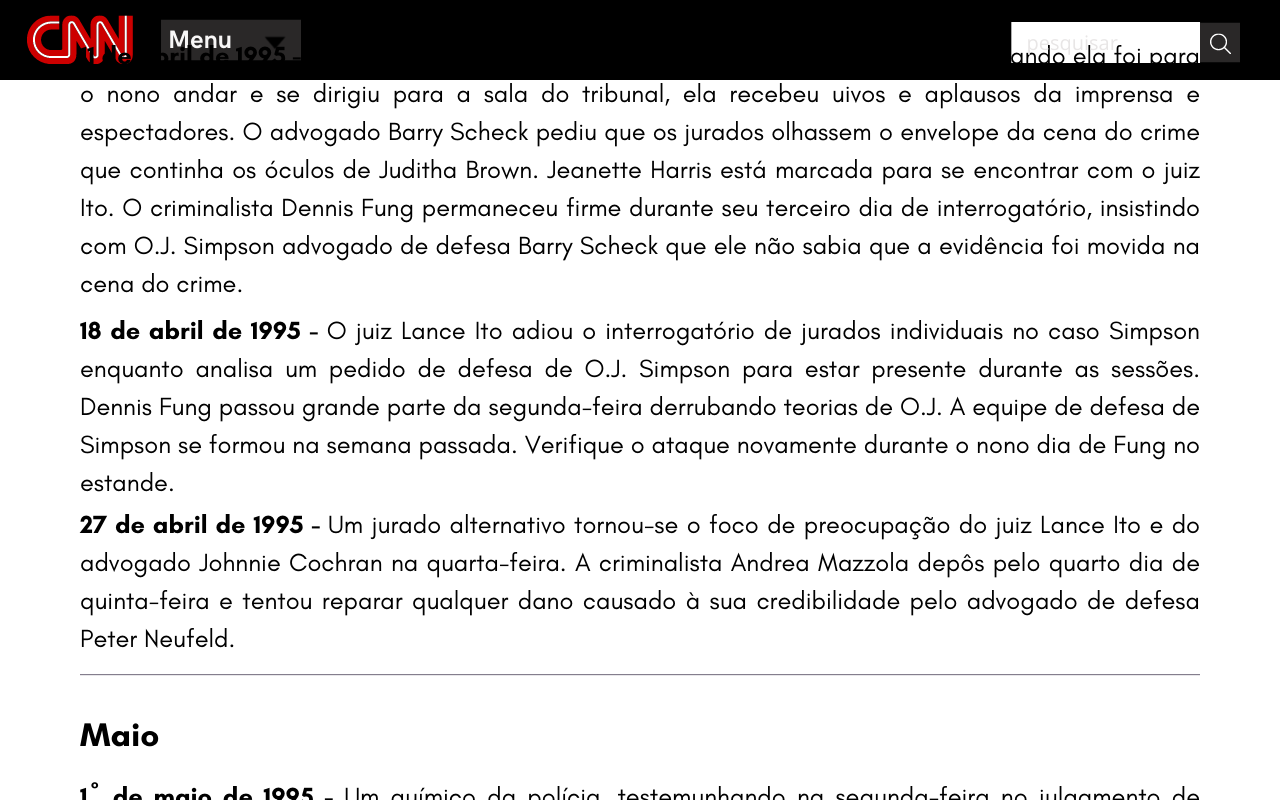 CNN
Menu
pesquisar
de abril de 1995 -
ando ela foi para
o nono andar e se dirigiu para a sala do tribunal, ela recebeu uivos e aplausos da imprensa e
espectadores. O advogado Barry Scheck pediu que os jurados olhassem o envelope da cena do crime
que continha os óculos de Juditha Brown. Jeanette Harris está marcada para se encontrar com o juiz
Ito. O criminalista Dennis Fung permaneceu firme durante seu terceiro dia de interrogatório, insistindo
com O.J. Simpson advogado de defesa Barry Scheck que ele não sabia que a evidência foi movida na
cena do crime.
18 de abril de 1995 - O juiz Lance Ito adiou o interrogatório de jurados individuais no caso Simpson
enquanto analisa um pedido de defesa de O.J. Simpson para estar presente durante as sessões.
Dennis Fung passou grande parte da segunda-feira derrubando teorias de O.J. A equipe de defesa de
Simpson se formou na semana passada. Verifique o ataque novamente durante o nono dia de Fung no
estande.
27 de abril de 1995 - Um jurado alternativo tornou-se o foco de preocupação do juiz Lance Ito e do
advogado Johnnie Cochran na quarta-feira. A criminalista Andrea Mazzola depôs pelo quarto dia de
quinta-feira e tentou reparar qualquer dano causado à sua credibilidade pelo advogado de defesa
Peter Neufeld.
Maio
1° de maio de 1995 - Um químico da polícia, testemunhando na segunda-feira no julgamento de